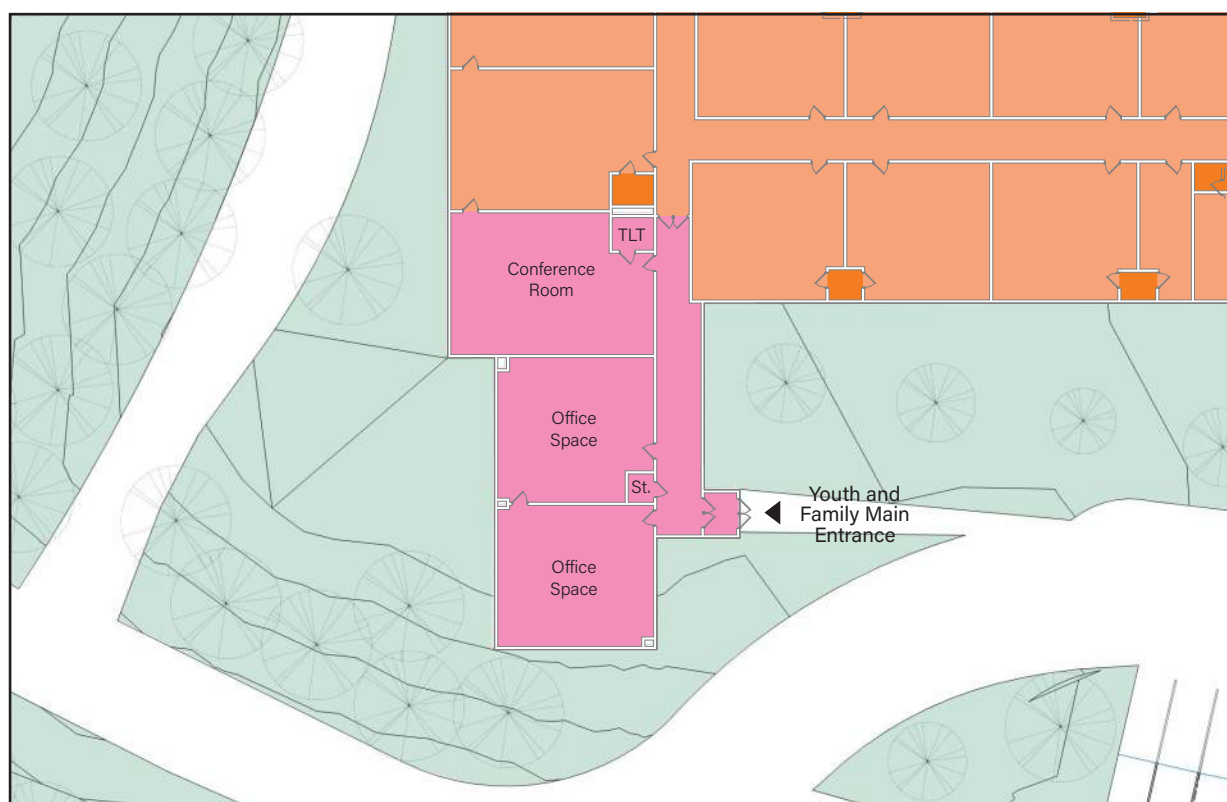 TLT
Conference
Room
Office
Space
St.
Youth and
Family Main
Entrance
Office
Space